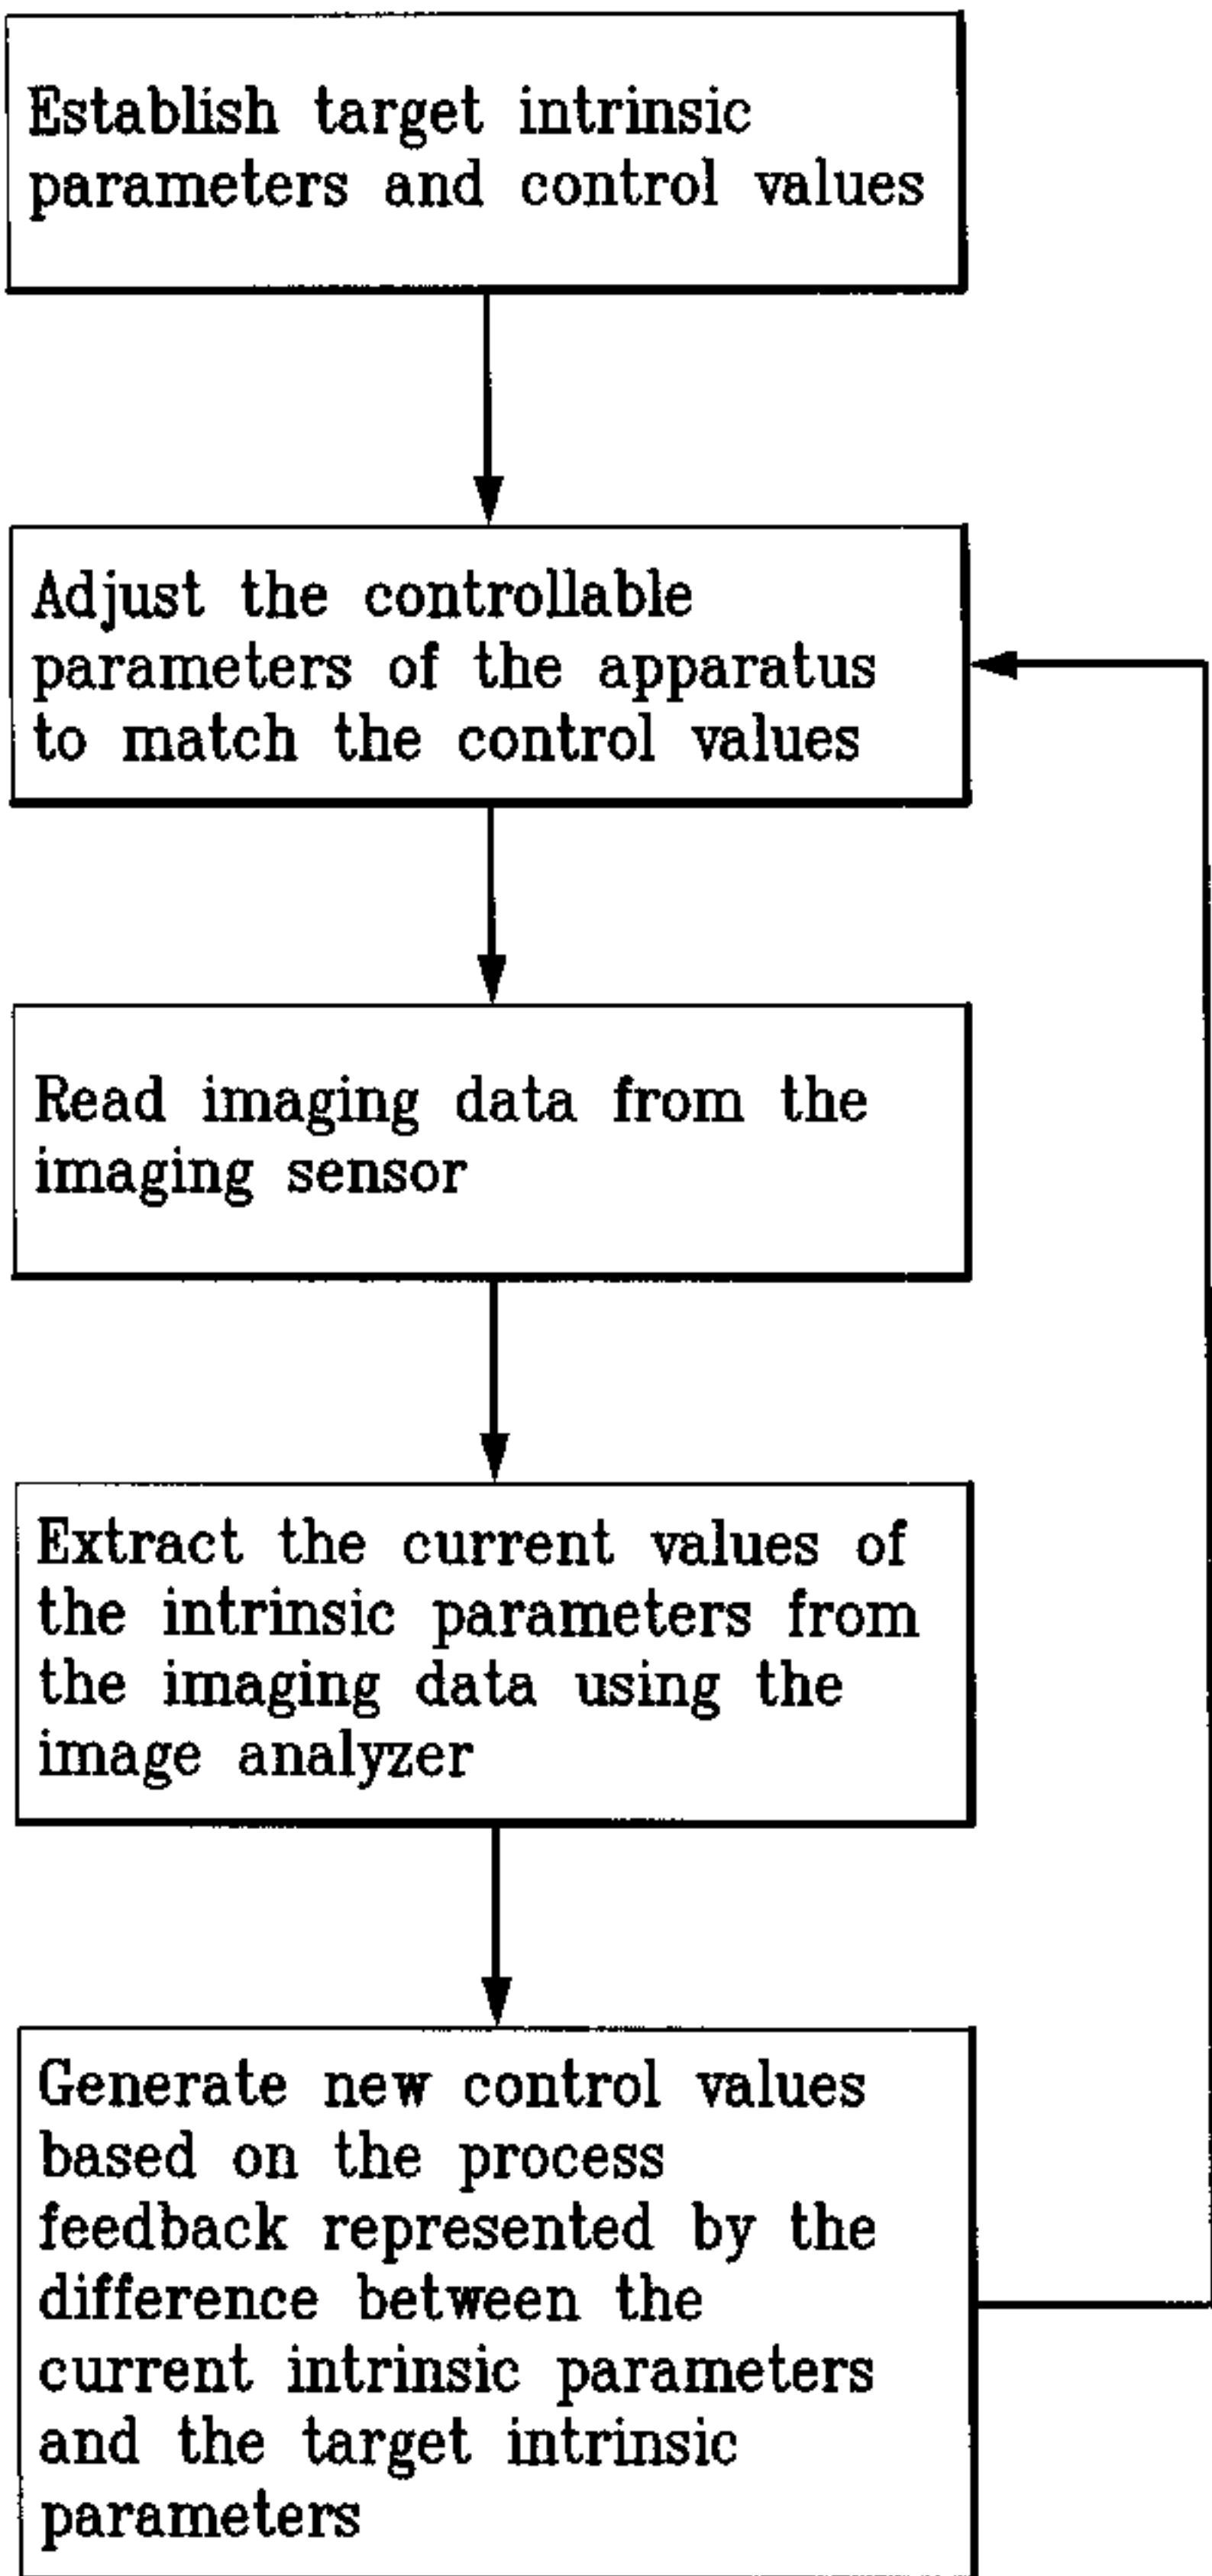 Establish target intrinsic
parameters and control values
Adjust the controllable
parameters of the apparatus
to match the control values
Read imaging data from the
imaging sensor
Extract the current values of
the intrinsic parameters from
the imaging data using the
image analyzer
Generate new control values
based on the process
feedback represented by the
difference between the
current intrinsic parameters
and the target intrinsic
parameters